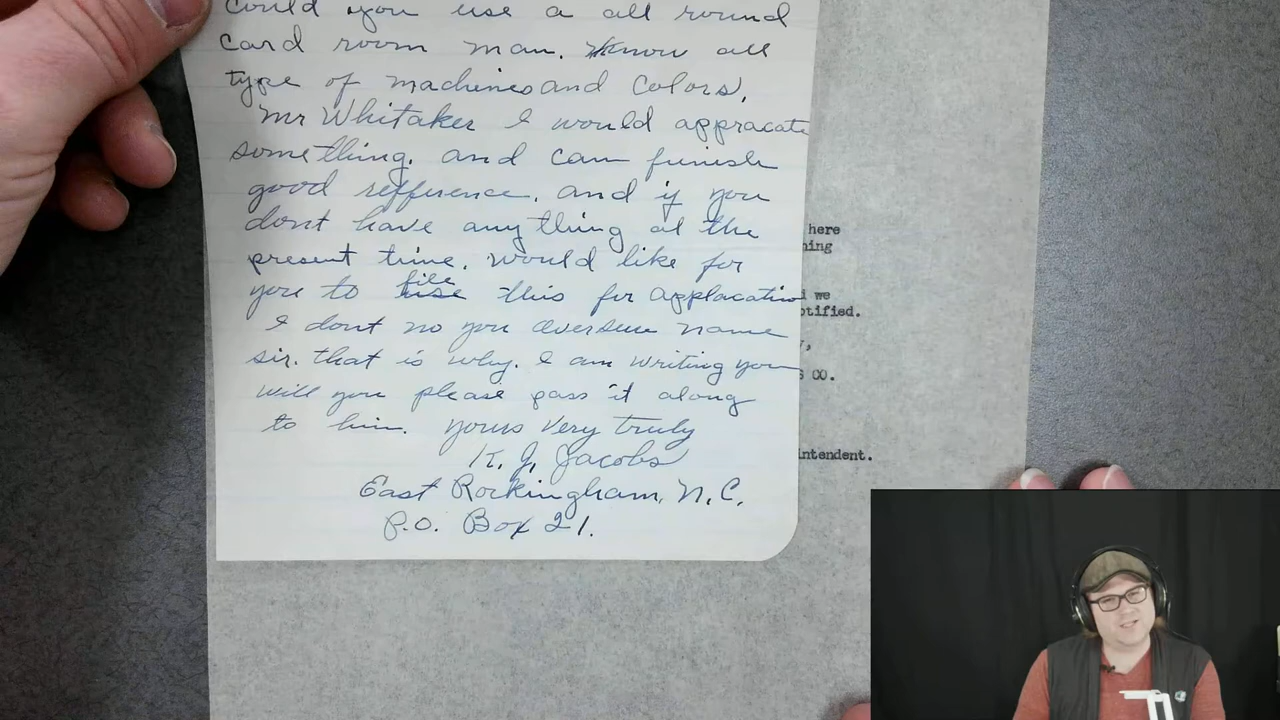 Could you use a all round
card room man. Know all
type of machines and Colors.
Mr Whitaker I would appracate
something. and can funish
good refference. and if you
dont have any thing at the
present time. would like for
you to file this for applacation
I dont no you overseer name
sir. that is why. I am writing you
will you please pass it along
to him. Yours Very truly
K. J. Jacobs
East Rockingham, N.C.
P.O. Box 21.
here
hing
we
otified.
CO.
intendent.